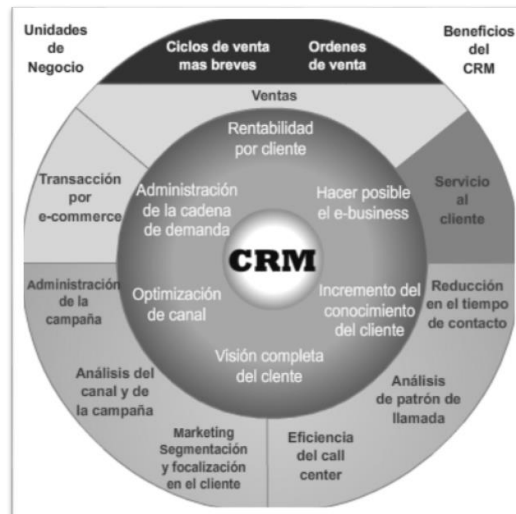 Unidades
de
Negocio
Ciclos de venta
mas breves
Ordenes
de venta
Beneficios
del
CRM
Ventas
Rentabilidad
por cliente
Transacción
por
e-commerce
Administración
de la cadena
de demanda
Hacer posible
el e-business
Servicio
al
cliente
CRM
Administración
de la
campaña
Optimización
de canal
Incremento del
conocimiento
del cliente
Reducción
en el tiempo
de contacto
Visión completa
del clente
Análisis del
canal y de
la campaña
Análisis
de patrón de
llamada
Marketing
Segmentación
y focalización
en el cliente
Eficiencia
del call
center